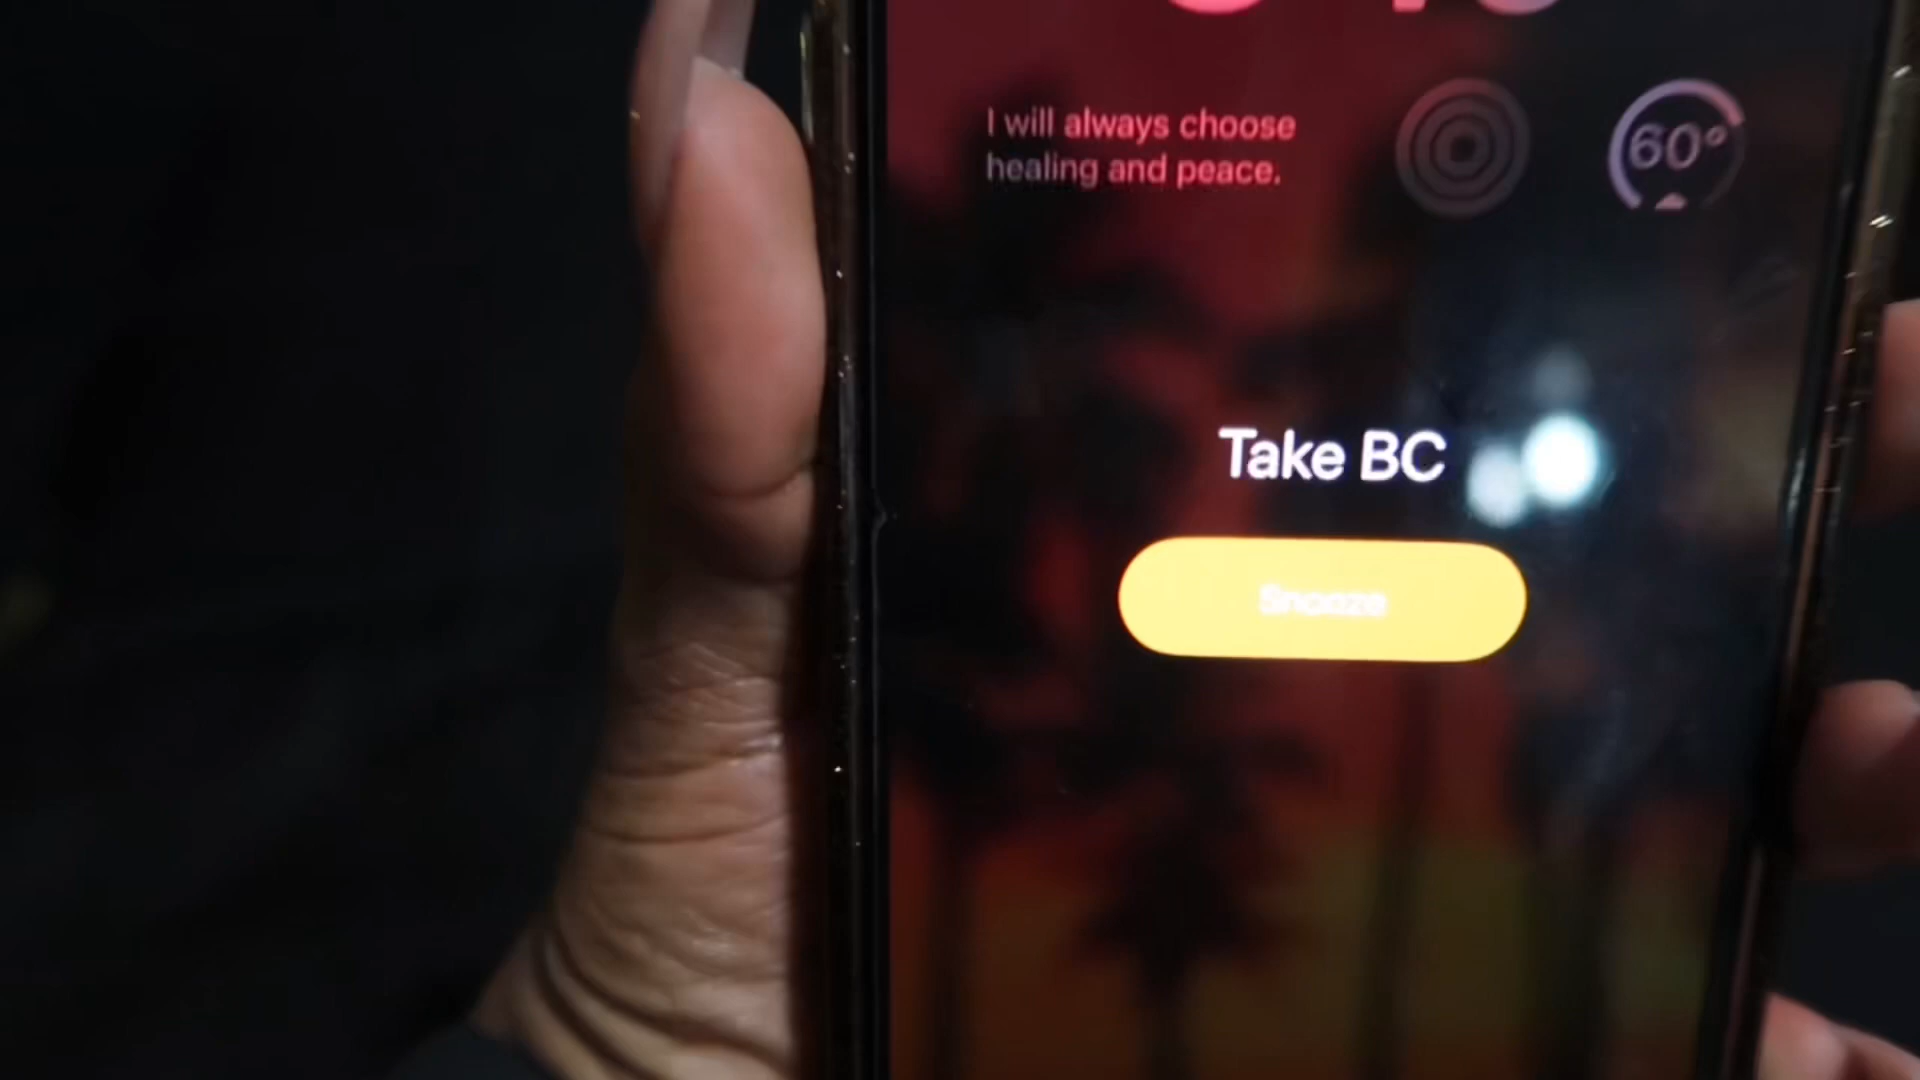 I will always choose
healing and peace.
60°
Take BC
Snooze